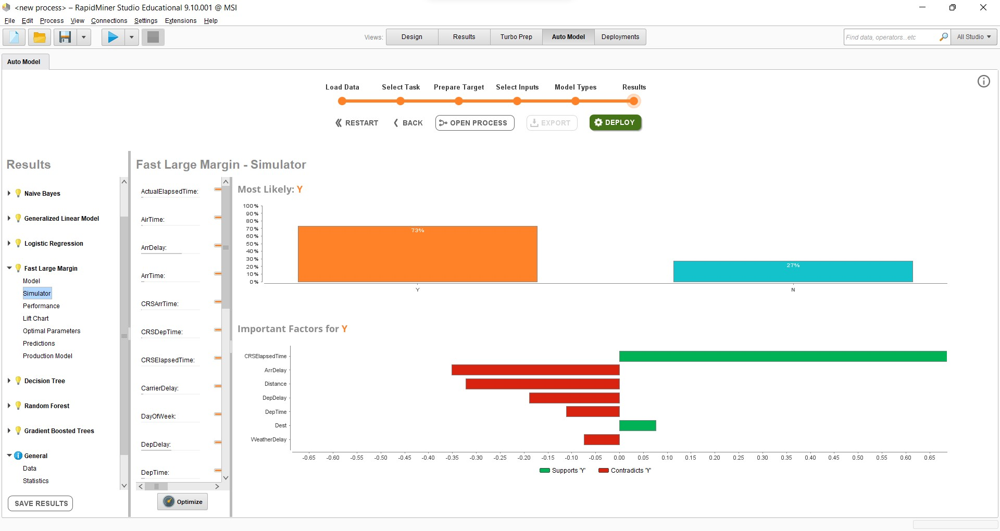 <new process> – RapidMiner Studio Educational 9.10.001 @ MSI
File Edit Process View Connections Settings Extensions Help
Views: Design Results Turbo Prep Auto Model Deployments
Find data, operators...etc All Studio
Auto Model
Load Data Select Task Prepare Target Select Inputs Model Types Results
RESTART BACK OPEN PROCESS EXPORT DEPLOY
Results
Naive Bayes
Generalized Linear Model
Logistic Regression
Fast Large Margin
Model
Simulator
Performance
Lift Chart
Optimal Parameters
Predictions
Production Model
Decision Tree
Random Forest
Gradient Boosted Trees
General
Data
Statistics
SAVE RESULTS
Fast Large Margin - Simulator
ActualElapsedTime:
AirTime:
ArrDelay:
ArrTime:
CRSArrTime:
CRSDepTime:
CRSElapsedTime:
CarrierDelay:
DayOfWeek:
DepDelay:
DepTime:
Optimize
Most Likely: Y
100%
90%
80%
70%
60%
50%
40%
30%
20%
10%
0%
73%
27%
Y N
Important Factors for Y
CRSElapsedTime
ArrDelay
Distance
DepDelay
DepTime
Dest
WeatherDelay
-0.65 -0.60 -0.55 -0.50 -0.45 -0.40 -0.35 -0.30 -0.25 -0.20 -0.15 -0.10 -0.05 0.00 0.05 0.10 0.15 0.20 0.25 0.30 0.35 0.40 0.45 0.50 0.55 0.60 0.65
Supports 'Y' Contradicts 'Y'